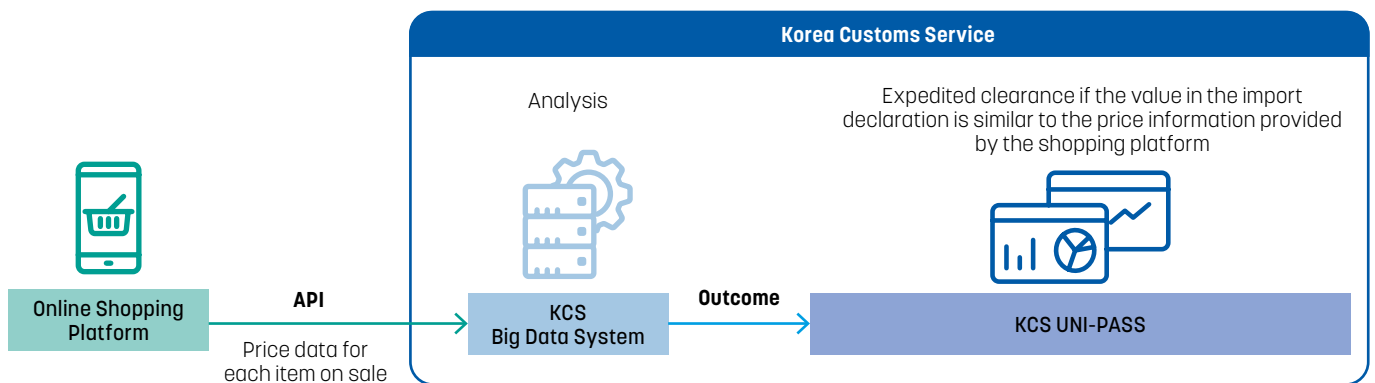 Korea Customs Service
Analysis
Expedited clearance if the value in the import
declaration is similar to the price information provided
by the shopping platform
Online Shopping
Platform
API
Price data for
each item on sale
KCS
Big Data System
Outcome
KCS UNI-PASS